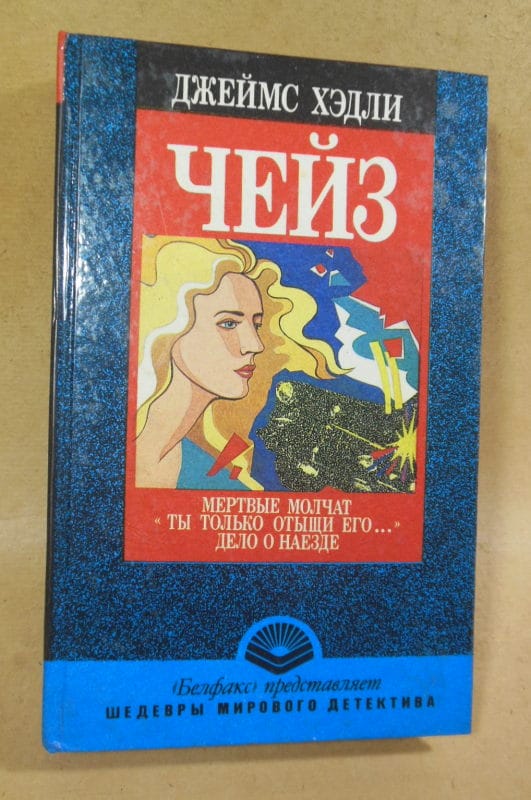 ДЖЕЙМС ХЭДЛИ
ЧЕЙЗ
МЕРТВЫЕ МОЛЧАТ
« ТЫ ТОЛЬКО ОТЫЩИ ЕГО...»
ДЕЛО О НАЕЗДЕ
«Белфакс» представляет
ШЕДЕВРЫ МИРОВОГО ДЕТЕКТИВА